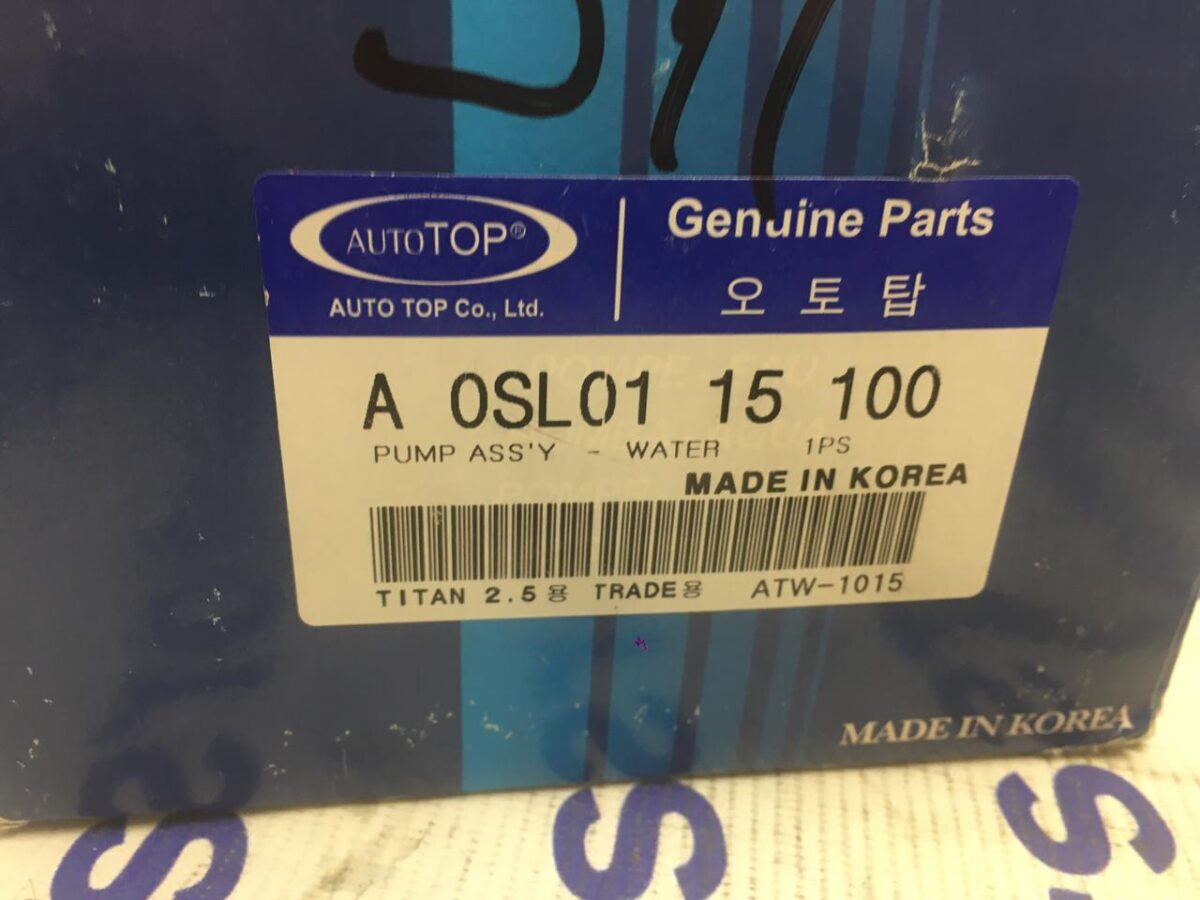 AUTOTOP®
AUTO TOP Co., Ltd.
Genuine Parts
오토탑
A 0SL01 15 100
PUMP ASS'Y - WATER 1PS
MADE IN KOREA
TITAN 2.5용 TRADE용 ATW-1015
MADE IN KOREA